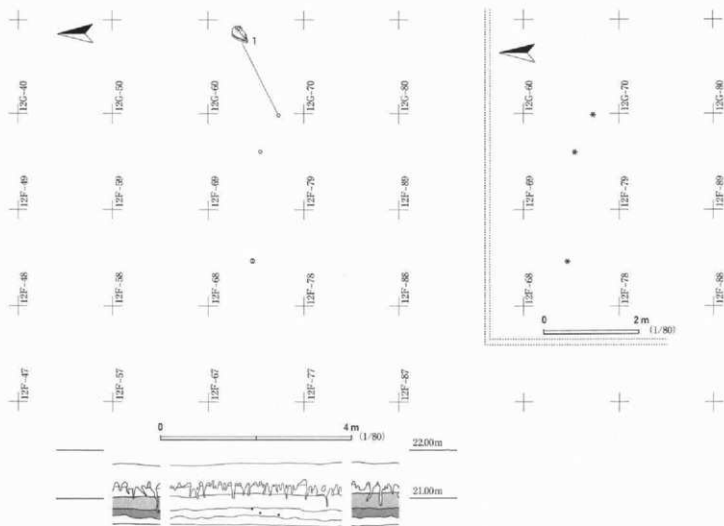 1
12G-40
12G-50
12G-60
12G-70
12G-80
12F-49
12F-59
12F-69
12F-79
12F-89
12F-48
12F-58
12F-68
12F-78
12F-88
12F-47
12F-57
12F-67
12F-77
12F-87
12G-60
12G-70
12G-80
12F-69
12F-79
12F-89
12F-68
12F-78
12F-88
0 2 m
(1/80)
0 4 m
(1/80)
22.00m
21.00m